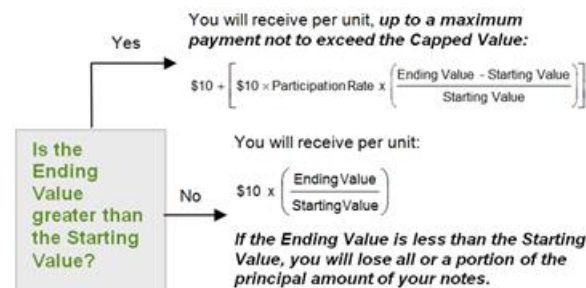 You will receive per unit, up to a maximum
payment not to exceed the Capped Value:
Yes
$10 + [ $10 × Participation Rate x ( Ending Value - Starting Value / Starting Value ) ]
Is the
Ending
Value
greater than
the Starting
Value?
No
You will receive per unit:
$10 x ( Ending Value / Starting Value )
If the Ending Value is less than the Starting
Value, you will lose all or a portion of the
principal amount of your notes.